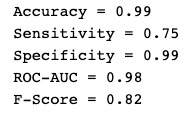 Accuracy = 0.99
Sensitivity = 0.75
Specificity = 0.99
ROC-AUC = 0.98
F-Score = 0.82